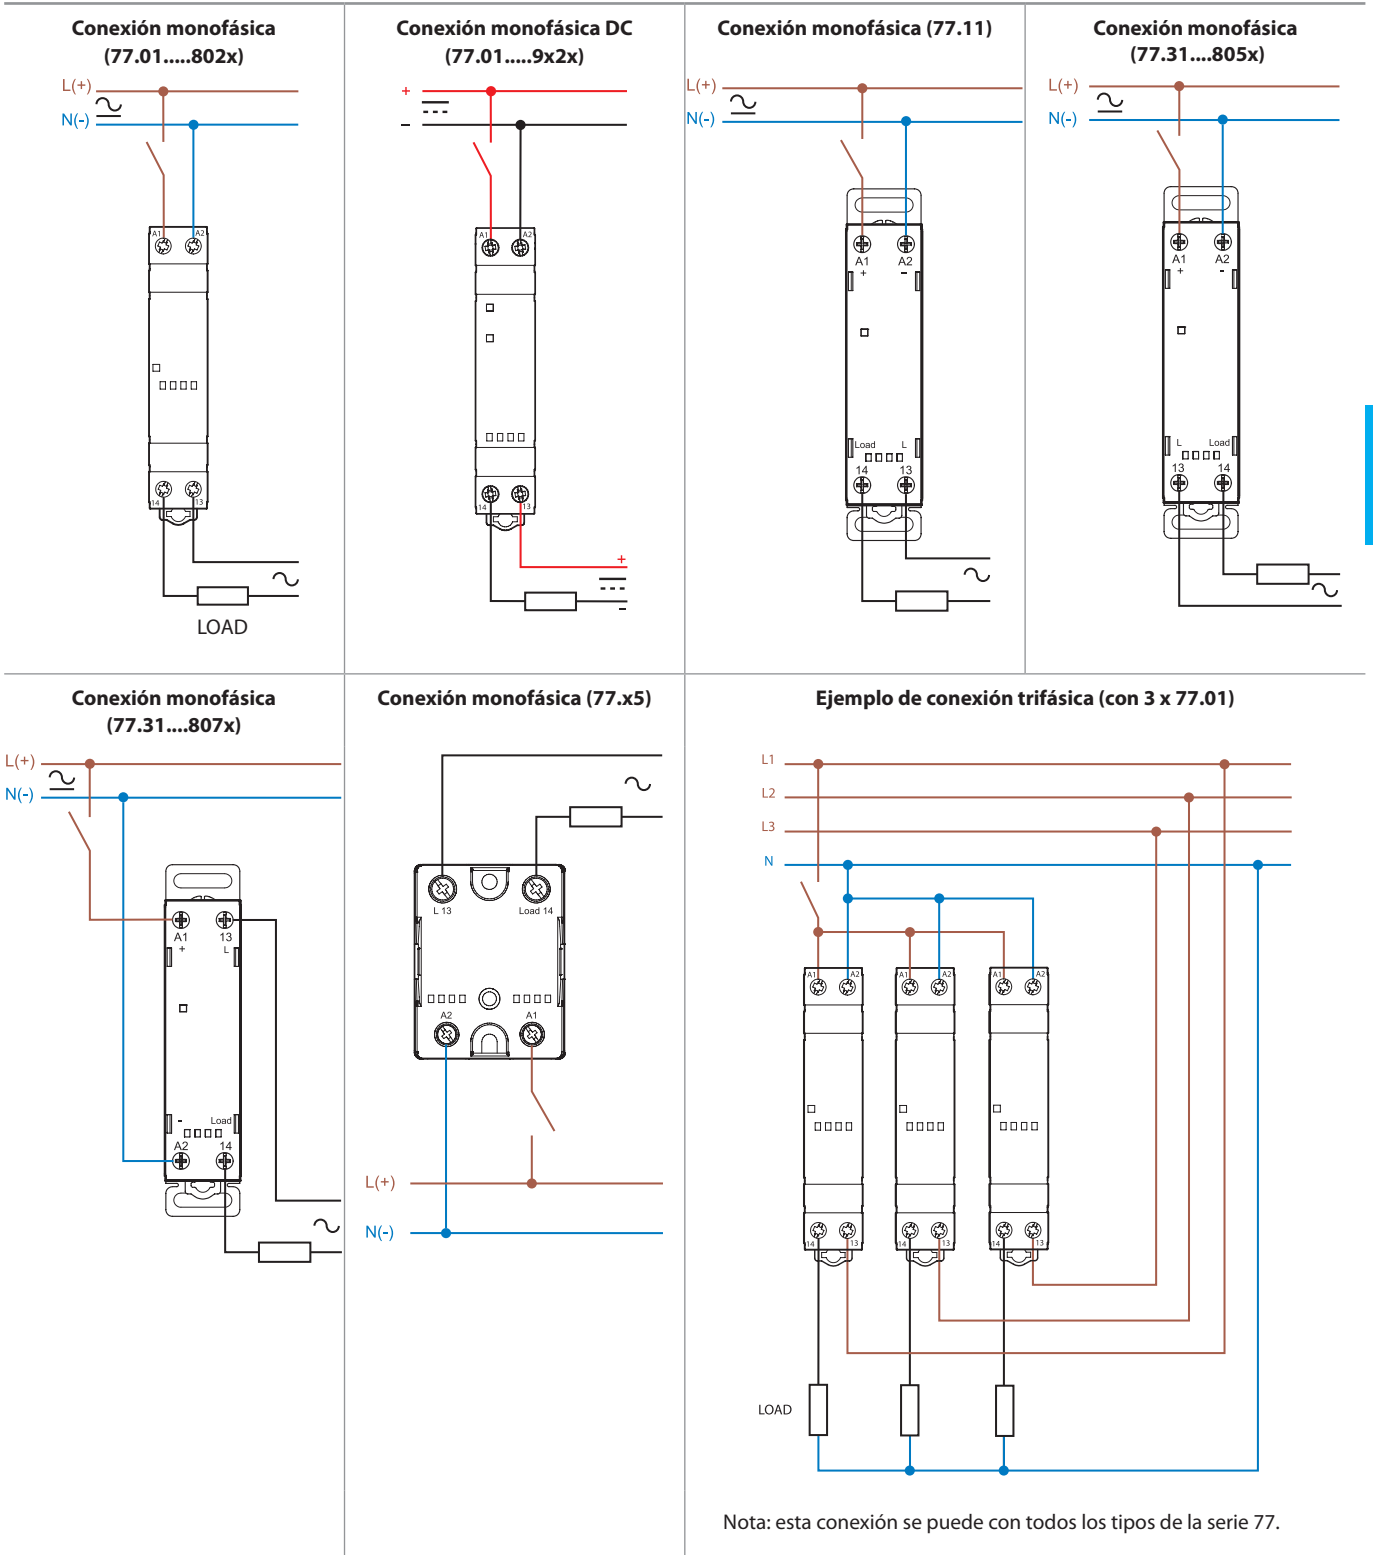 Conexión monofásica
(77.01.....802x)
L(+)
N(-)
A1
A2
14
13
LOAD
Conexión monofásica DC
(77.01.....9x2x)
+
–
A1
A2
14
13
+
-
Conexión monofásica (77.11)
L(+)
N(-)
A1
A2
+
-
Load
L
14
13
Conexión monofásica
(77.31....805x)
L(+)
N(-)
A1
A2
+
-
L
Load
13
14
Conexión monofásica
(77.31....807x)
L(+)
N(-)
A1
13
+
L
-
Load
A2
14
Conexión monofásica (77.x5)
L 13
Load 14
A2
A1
L(+)
N(-)
Ejemplo de conexión trifásica (con 3 x 77.01)
L1
L2
L3
N
A1
A2
A1
A2
A1
A2
14
13
14
13
14
13
LOAD
Nota: esta conexión se puede con todos los tipos de la serie 77.